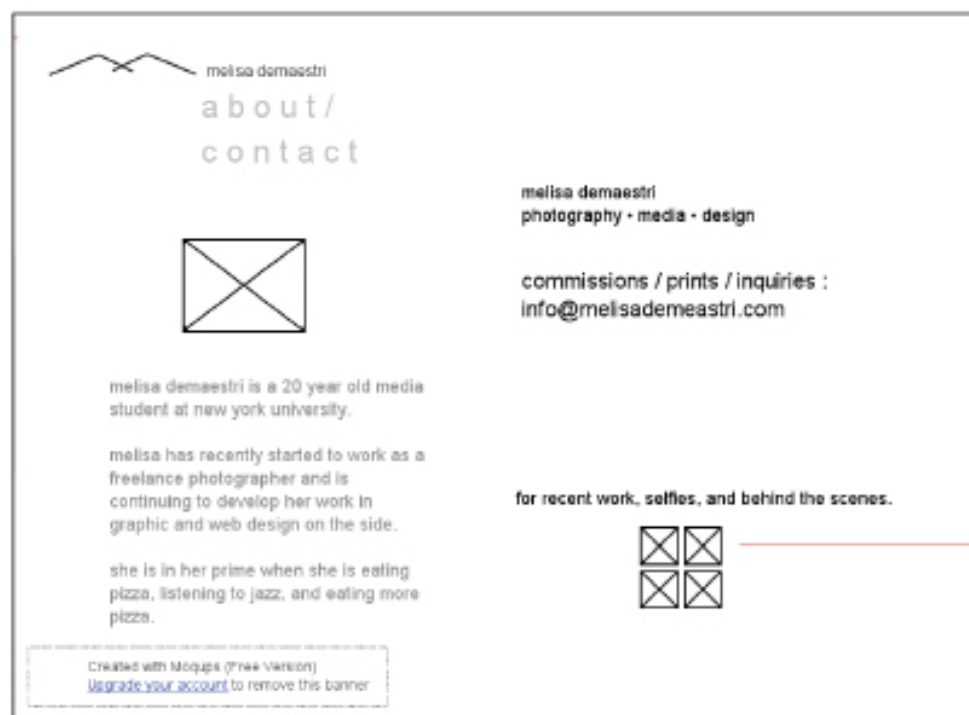 melisa demaestri
about/
contact
melisa demaestri
photography • media • design
commissions / prints / inquiries :
info@melisademeastri.com
melisa demaestri is a 20 year old media
student at new york university.
melisa has recently started to work as a
freelance photographer and is
continuing to develop her work in
graphic and web design on the side.
she is in her prime when she is eating
pizza, listening to jazz, and eating more
pizza.
for recent work, selfies, and behind the scenes.
Created with Moqups (Free Version)
Upgrade your account to remove this banner